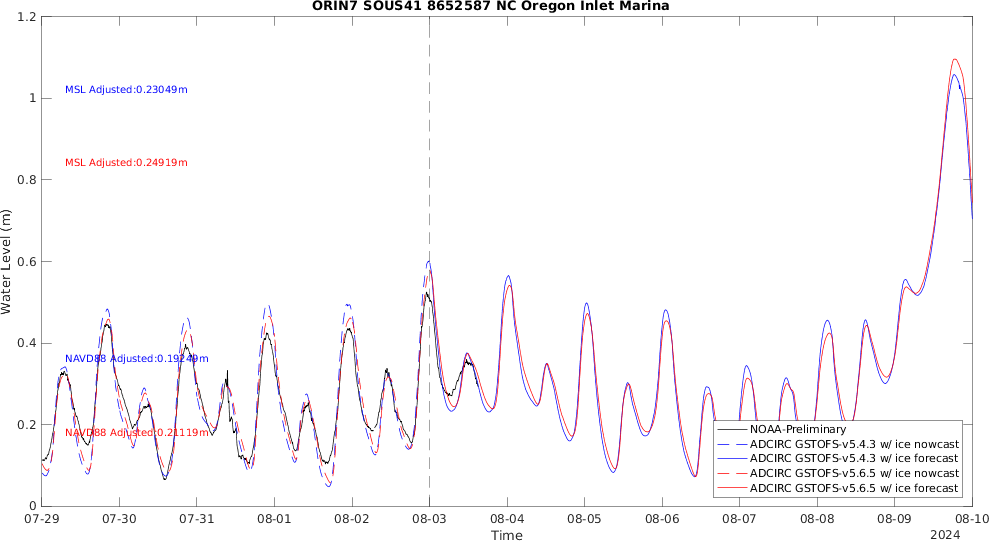 ORIN7 SOUS41 8652587 NC Oregon Inlet Marina
1.2
1
0.8
0.6
0.4
0.2
0
Water Level (m)
MSL Adjusted:0.23049m
MSL Adjusted:0.24919m
NAVD88 Adjusted:0.19249m
NAVD88 Adjusted:0.21119m
NOAA-Preliminary
ADCIRC GSTOFS-v5.4.3 w/ ice nowcast
ADCIRC GSTOFS-v5.4.3 w/ ice forecast
ADCIRC GSTOFS-v5.6.5 w/ ice nowcast
ADCIRC GSTOFS-v5.6.5 w/ ice forecast
07-29 07-30 07-31 08-01 08-02 08-03 08-04 08-05 08-06 08-07 08-08 08-09 08-10
Time
2024